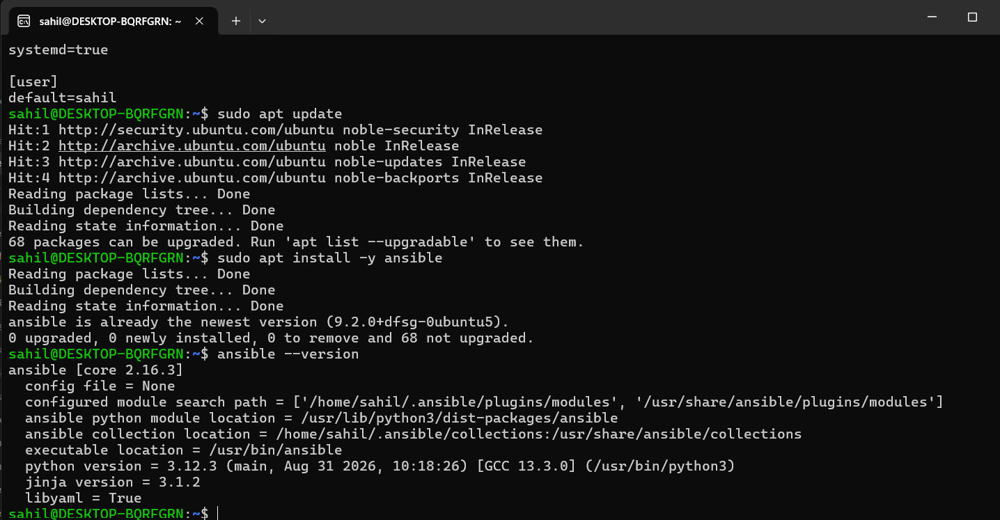 sahil@DESKTOP-BQRFGRN: ~
systemd=true
[user]
default=sahil
sahil@DESKTOP-BQRFGRN:~$ sudo apt update
Hit:1 http://security.ubuntu.com/ubuntu noble-security InRelease
Hit:2 http://archive.ubuntu.com/ubuntu noble InRelease
Hit:3 http://archive.ubuntu.com/ubuntu noble-updates InRelease
Hit:4 http://archive.ubuntu.com/ubuntu noble-backports InRelease
Reading package lists... Done
Building dependency tree... Done
Reading state information... Done
68 packages can be upgraded. Run 'apt list --upgradable' to see them.
sahil@DESKTOP-BQRFGRN:~$ sudo apt install -y ansible
Reading package lists... Done
Building dependency tree... Done
Reading state information... Done
ansible is already the newest version (9.2.0+dfsg-0ubuntu5).
0 upgraded, 0 newly installed, 0 to remove and 68 not upgraded.
sahil@DESKTOP-BQRFGRN:~$ ansible --version
ansible [core 2.16.3]
  config file = None
  configured module search path = ['/home/sahil/.ansible/plugins/modules', '/usr/share/ansible/plugins/modules']
  ansible python module location = /usr/lib/python3/dist-packages/ansible
  ansible collection location = /home/sahil/.ansible/collections:/usr/share/ansible/collections
  executable location = /usr/bin/ansible
  python version = 3.12.3 (main, Aug 31 2026, 10:18:26) [GCC 13.3.0] (/usr/bin/python3)
  jinja version = 3.1.2
  libyaml = True
sahil@DESKTOP-BQRFGRN:~$